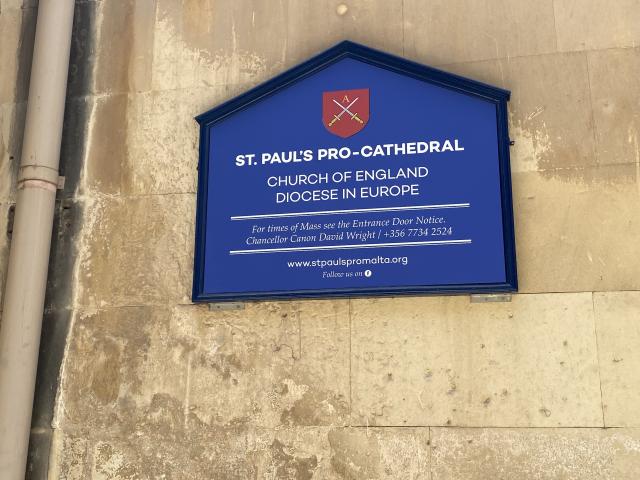 A
ST. PAUL'S PRO-CATHEDRAL
CHURCH OF ENGLAND
DIOCESE IN EUROPE
For times of Mass see the Entrance Door Notice.
Chancellor Canon David Wright / +356 7734 2524
www.stpaulspromalta.org
Follow us on f